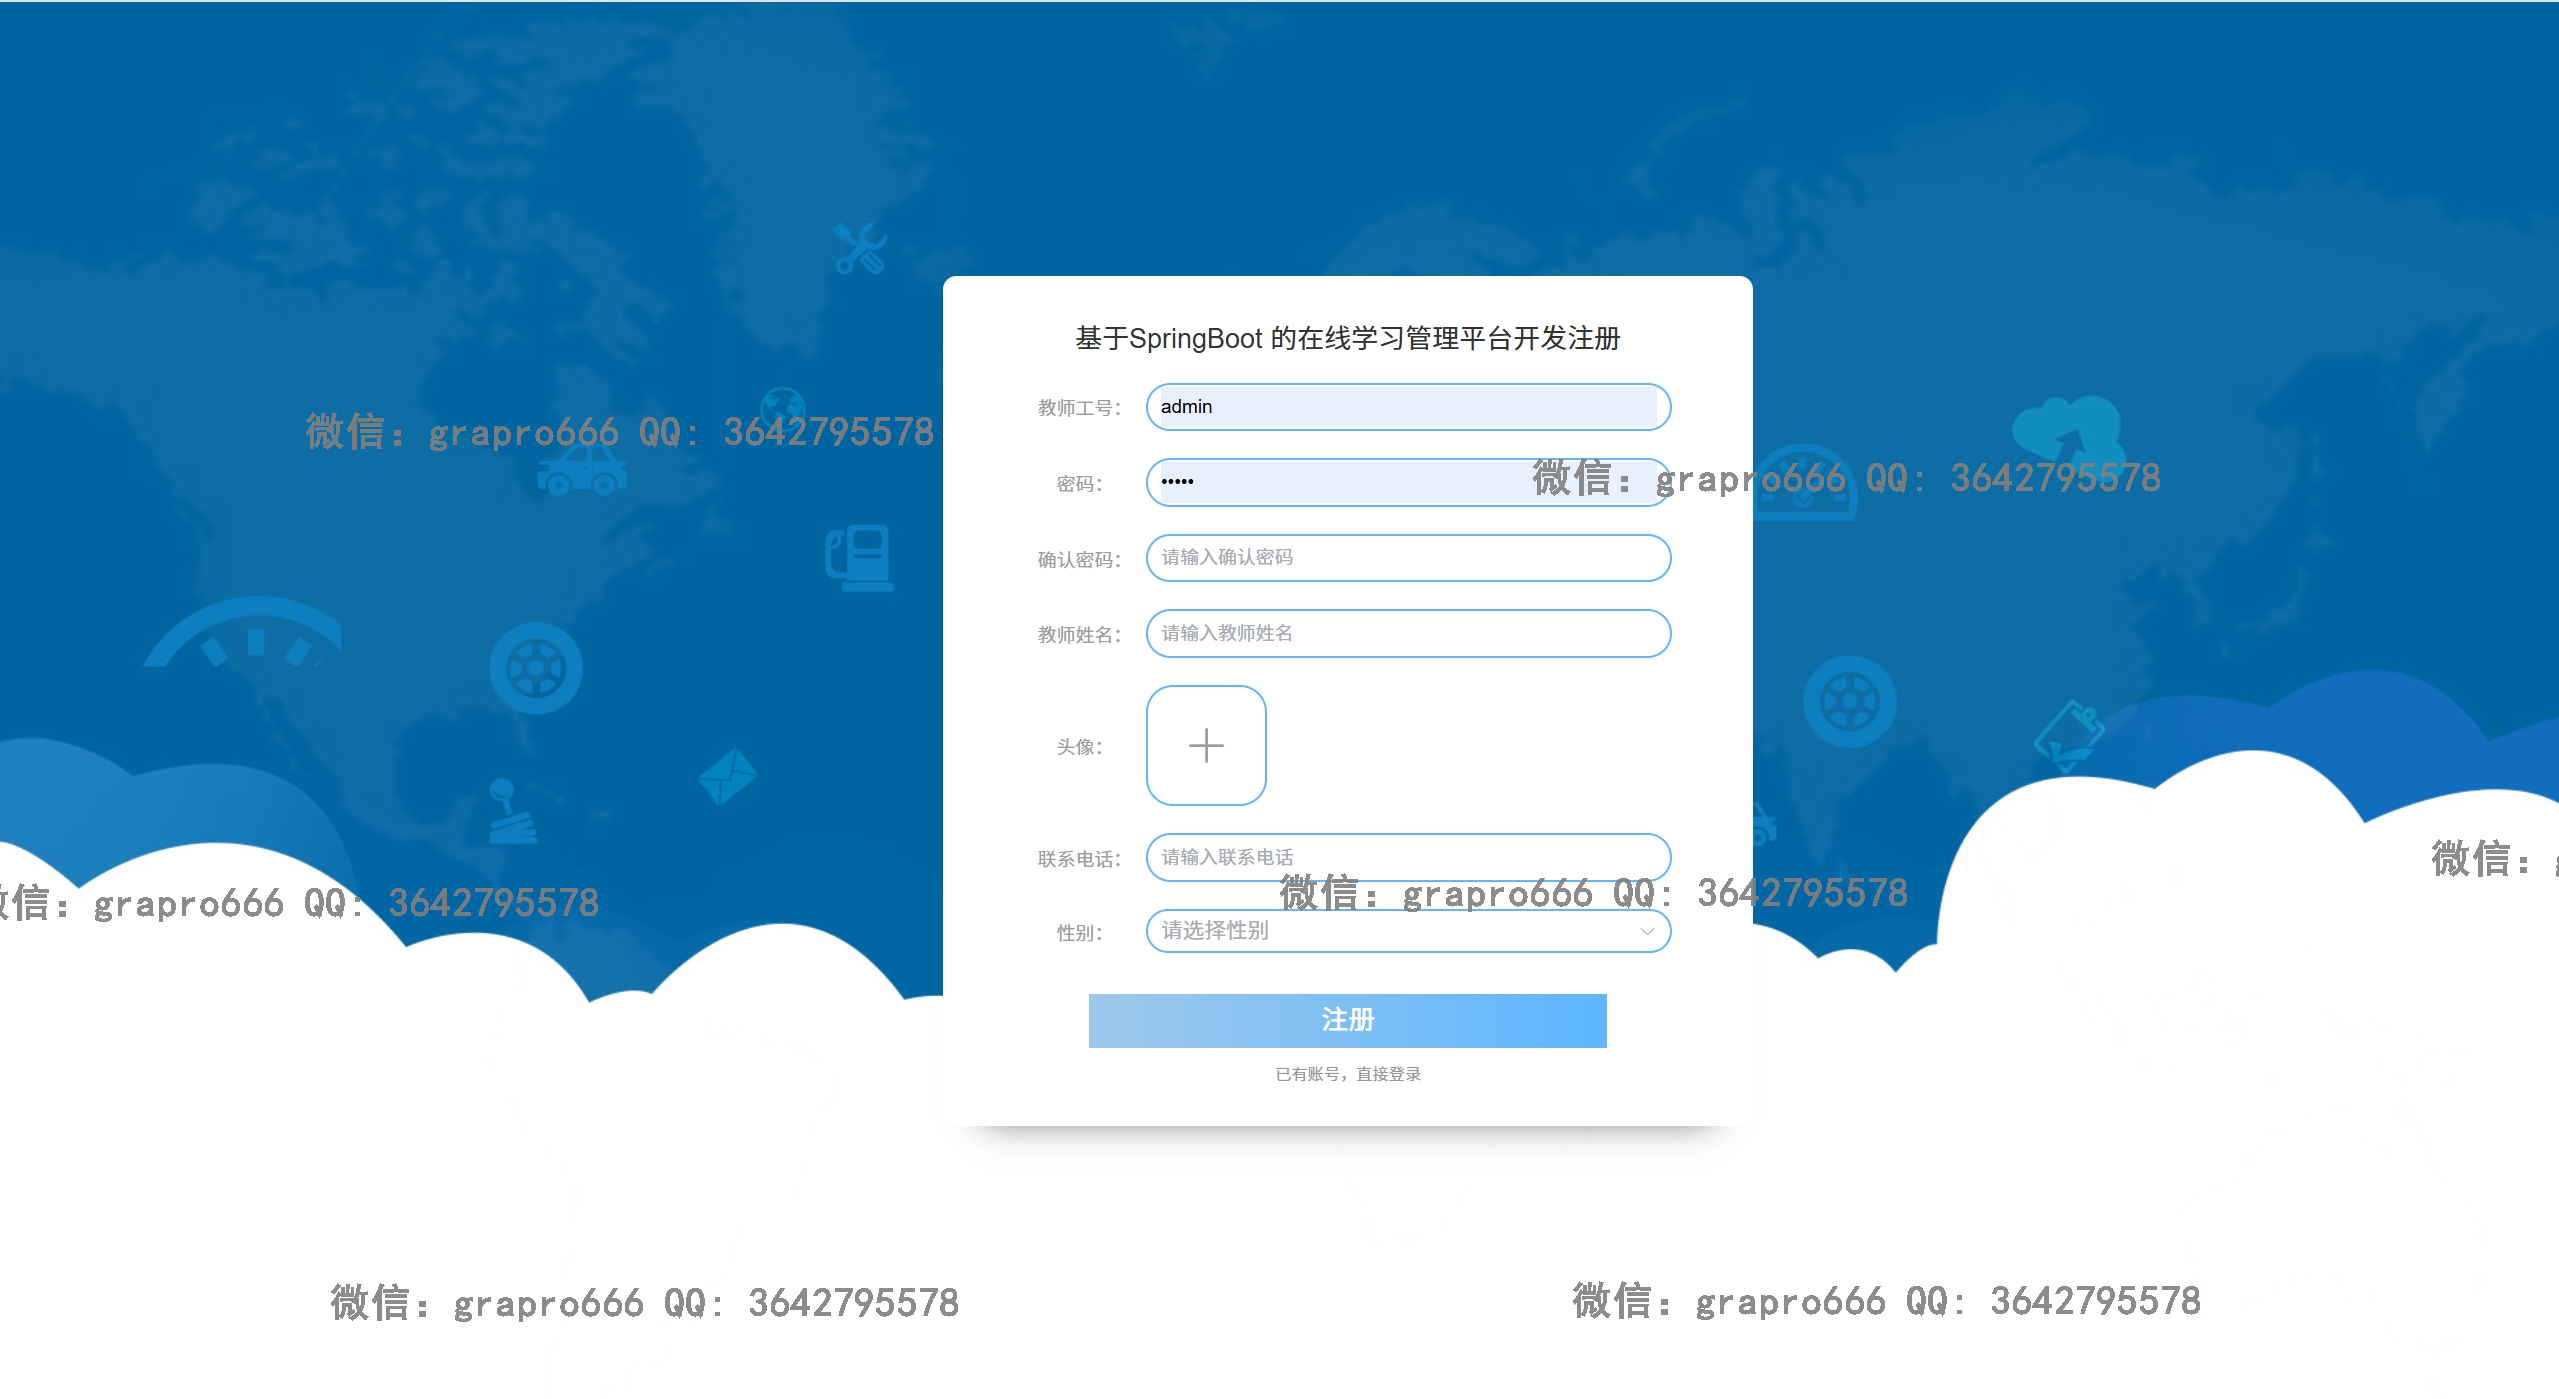 基于SpringBoot 的在线学习管理平台开发注册
教师工号： admin
微信：grapro666 QQ: 3642795578
密码： •••••
微信：grapro666 QQ: 3642795578
确认密码： 请输入确认密码
教师姓名： 请输入教师姓名
头像：
联系电话： 请输入联系电话
微信：
微信：grapro666 QQ: 3642795578
微信：grapro666 QQ: 3642795578
性别： 请选择性别
注册
已有账号，直接登录
微信：grapro666 QQ: 3642795578
微信：grapro666 QQ: 3642795578